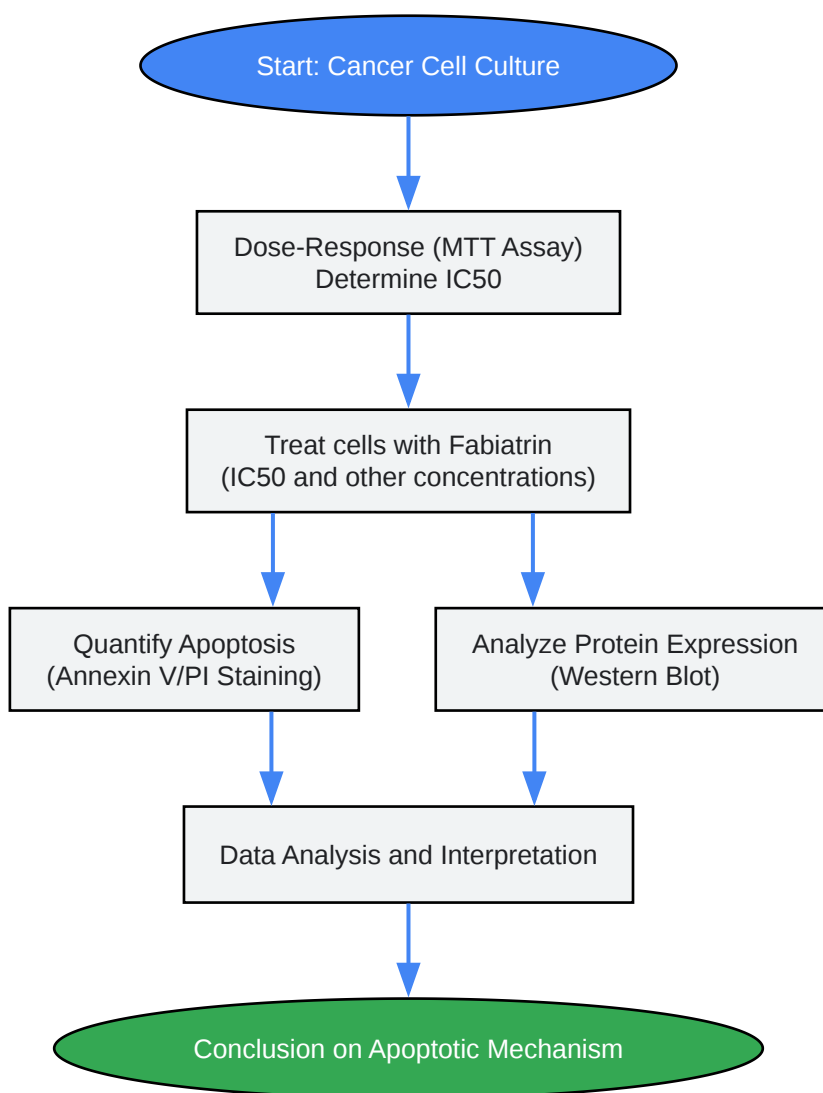 Start: Cancer Cell Culture
Dose-Response (MTT Assay)
Determine IC50
Treat cells with Fabiatrin
(IC50 and other concentrations)
Quantify Apoptosis
(Annexin V/PI Staining)
Analyze Protein Expression
(Western Blot)
Data Analysis and Interpretation
Conclusion on Apoptotic Mechanism